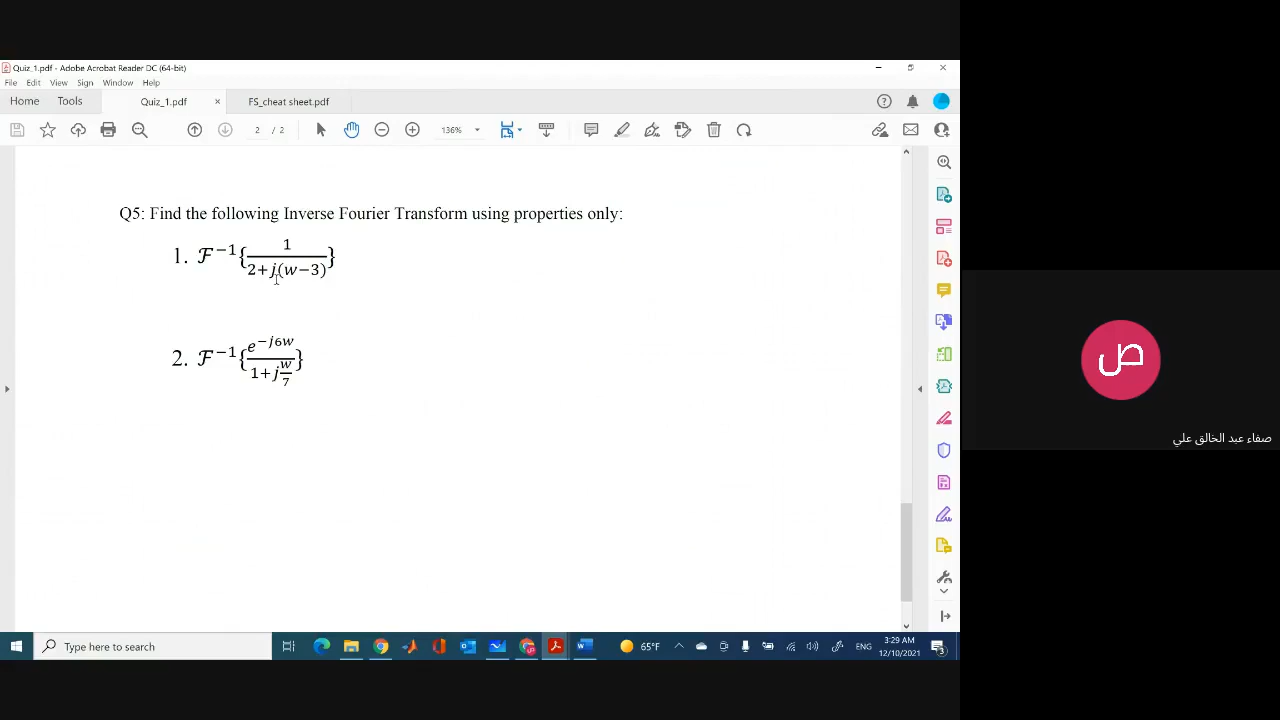 Quiz_1.pdf - Adobe Acrobat Reader DC (64-bit)
File Edit View Sign Window Help
Home Tools Quiz_1.pdf × FS_cheat sheet.pdf
2 / 2 136%
Q5: Find the following Inverse Fourier Transform using properties only:
1. ℱ⁻¹{1/(2+j(w−3))}
2. ℱ⁻¹{e^(−j6w)/(1+j(w/7))}
ص
صفاء عبد الخالق علي
Type here to search
65°F
ENG
3:29 AM
12/10/2021
3